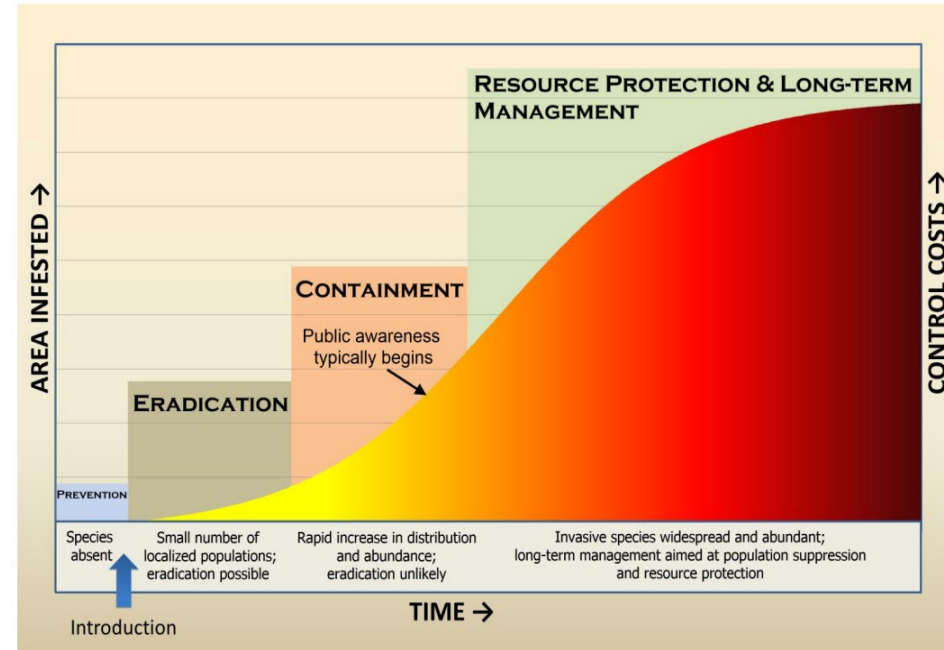 RESOURCE PROTECTION & LONG-TERM
MANAGEMENT
CONTAINMENT
Public awareness
typically begins
ERADICATION
PREVENTION
AREA INFESTED →
CONTROL COSTS →
Species
absent
Small number of
localized populations;
eradication possible
Rapid increase in distribution
and abundance;
eradication unlikely
Invasive species widespread and abundant;
long-term management aimed at population suppression
and resource protection
TIME →
Introduction